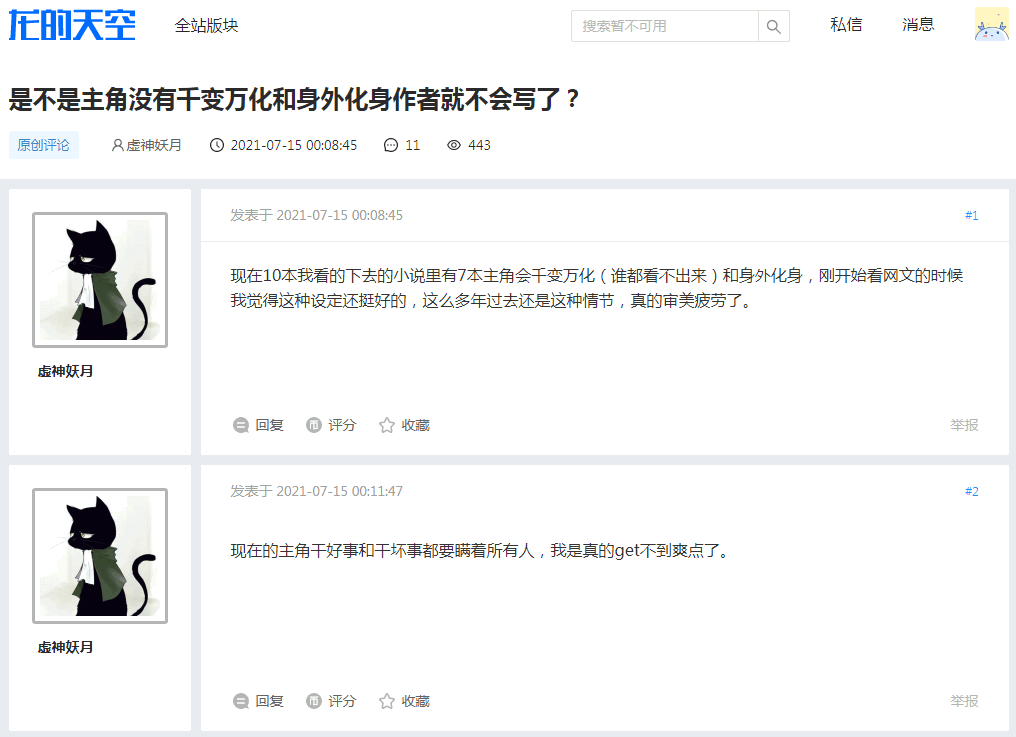 龙的天空
全站版块
搜索暂不可用
私信
消息
是不是主角没有千变万化和身外化身作者就不会写了？
原创评论
虚神妖月
2021-07-15 00:08:45
11
443
发表于 2021-07-15 00:08:45
#1
虚神妖月
现在10本我看的下去的小说里有7本主角会千变万化（谁都看不出来）和身外化身，刚开始看网文的时候
我觉得这种设定还挺好的，这么多年过去还是这种情节，真的审美疲劳了。
回复
评分
收藏
举报
发表于 2021-07-15 00:11:47
#2
虚神妖月
现在的主角干好事和干坏事都要瞒着所有人，我是真的get不到爽点了。
回复
评分
收藏
举报